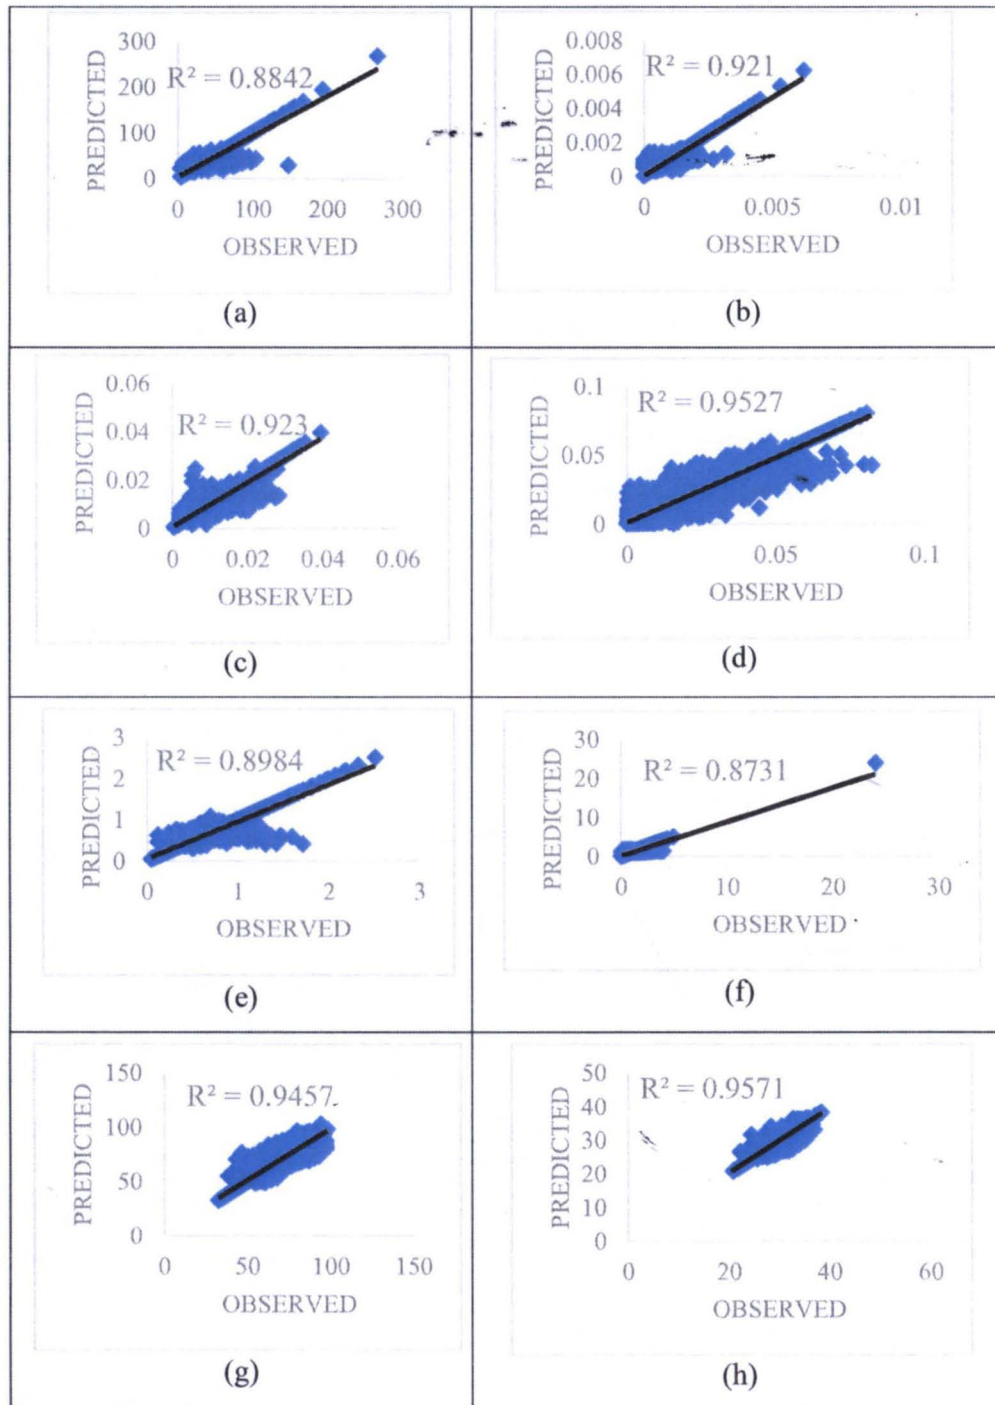 300
R² = 0.8842
200
100
0
0 100 200 300
PREDICTED
OBSERVED
(a)
0.008
R² = 0.921
0.006
0.004
0.002
0
0 0.005 0.01
PREDICTED
OBSERVED
(b)
0.06
R² = 0.923
0.04
0.02
0
0 0.02 0.04 0.06
PREDICTED
OBSERVED
(c)
0.1
R² = 0.9527
0.05
0
0 0.05 0.1
PREDICTED
OBSERVED
(d)
3
R² = 0.8984
2
1
0
0 1 2 3
PREDICTED
OBSERVED
(e)
30
R² = 0.8731
20
10
0
0 10 20 30
PREDICTED
OBSERVED
(f)
150
R² = 0.9457
100
50
0
0 50 100 150
PREDICTED
OBSERVED
(g)
50
R² = 0.9571
40
30
20
10
0
0 20 40 60
PREDICTED
OBSERVED
(h)